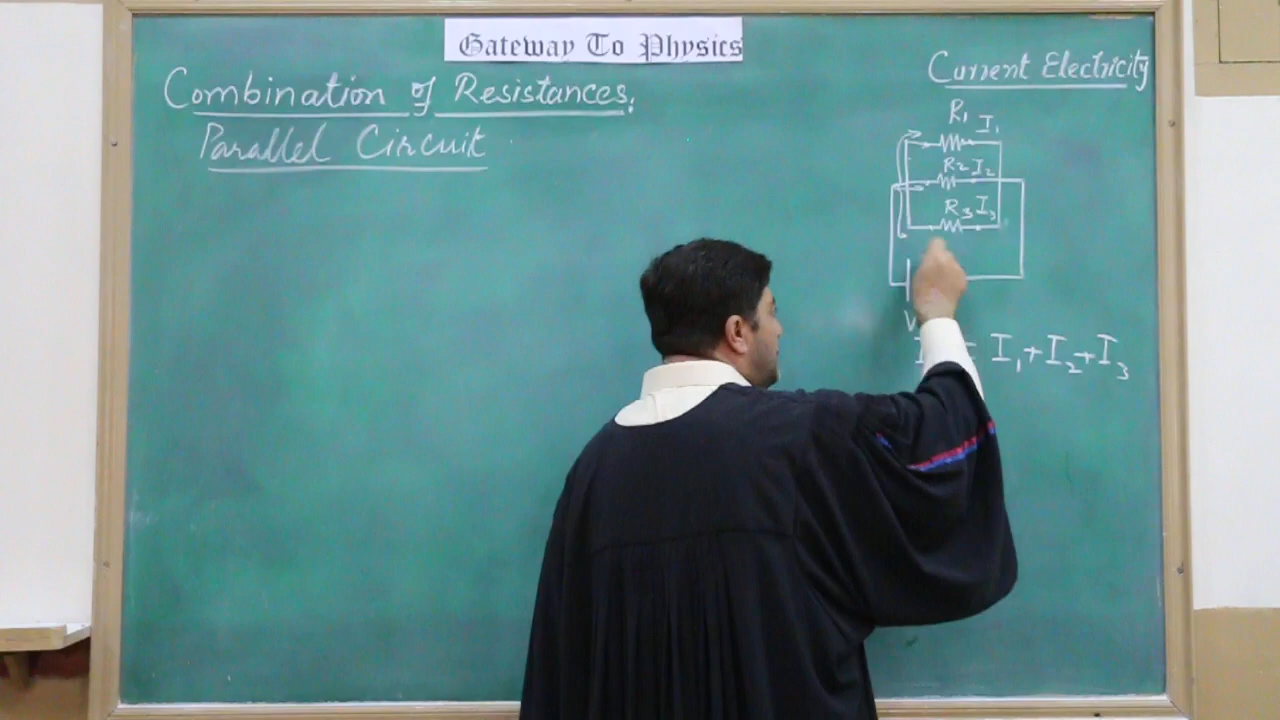 Gateway To Physics
Current Electricity
Combination of Resistances:
Parallel Circuit
R1 I1
R2 I2
R3 I3
V
I = I1 + I2 + I3